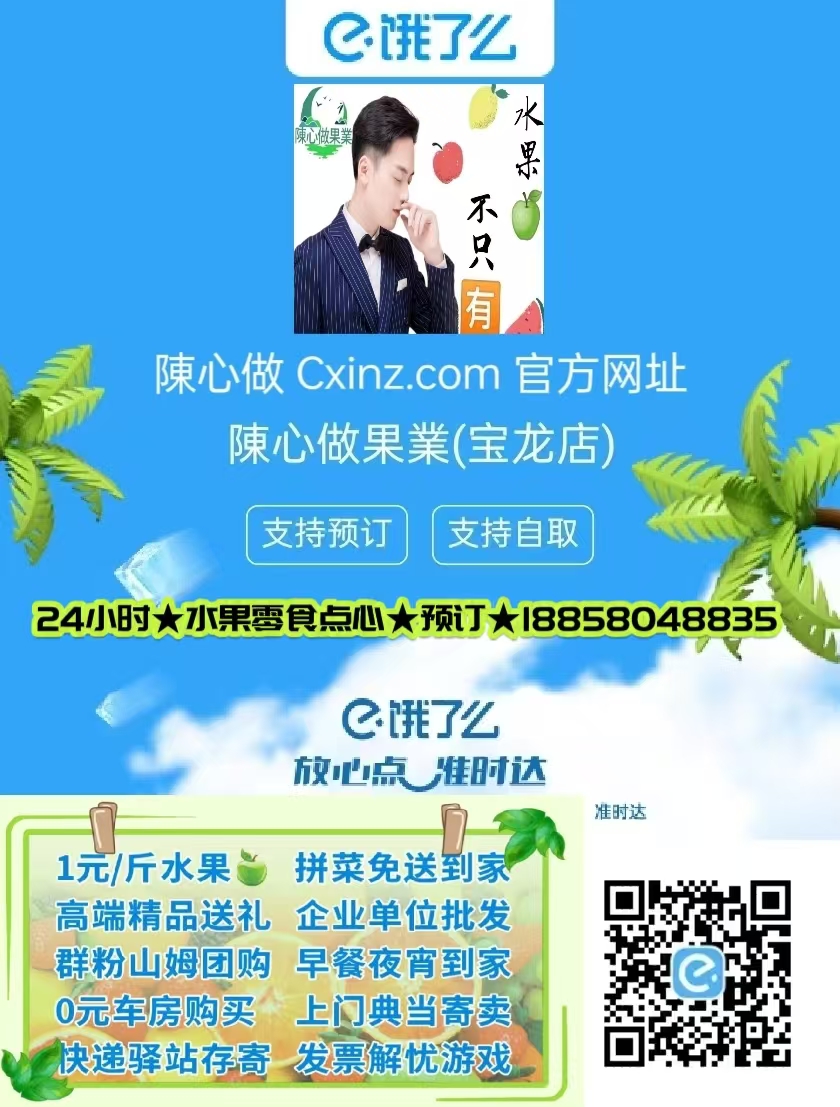 饿了么
陳心做果業
水果
不只
有
陳心做 Cxinz.com 官方网址
陳心做果業(宝龙店)
支持预订 支持自取
24小时★水果零食点心★预订★18858048835
饿了么
放心点 准时达
准时达
1元/斤水果 拼菜免送到家
高端精品送礼 企业单位批发
群粉山姆团购 早餐夜宵到家
0元车房购买 上门典当寄卖
快递驿站存寄 发票解忧游戏